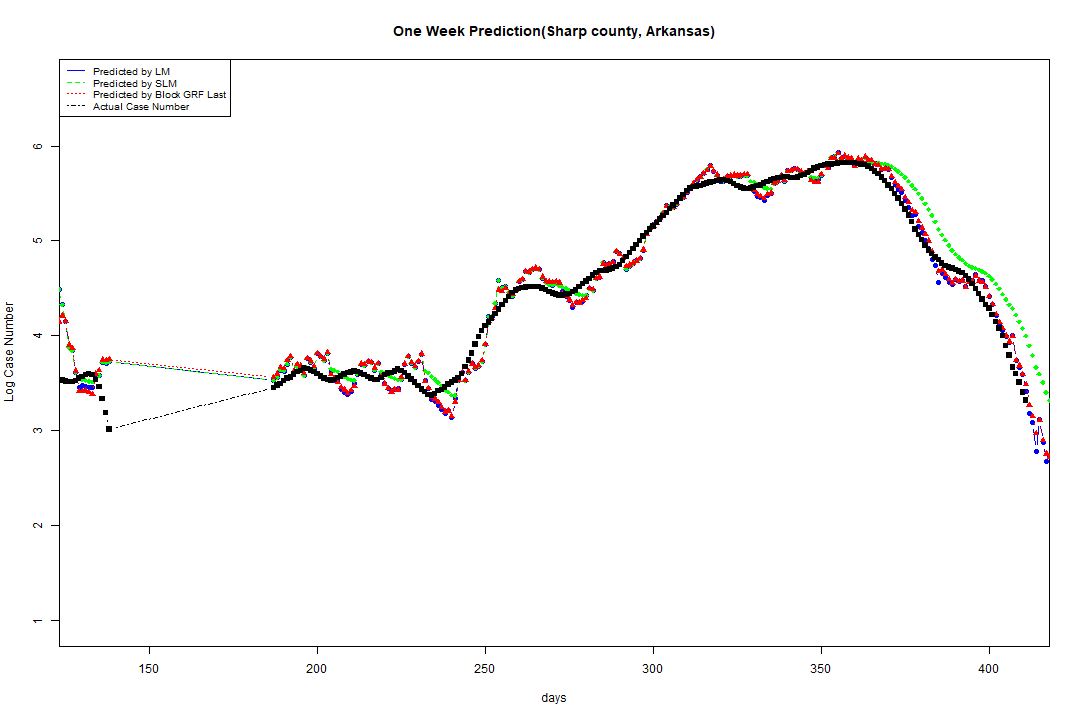 One Week Prediction(Sharp county, Arkansas)
Predicted by LM
Predicted by SLM
Predicted by Block GRF Last
Actual Case Number
Log Case Number
6
5
4
3
2
1
150 200 250 300 350 400
days